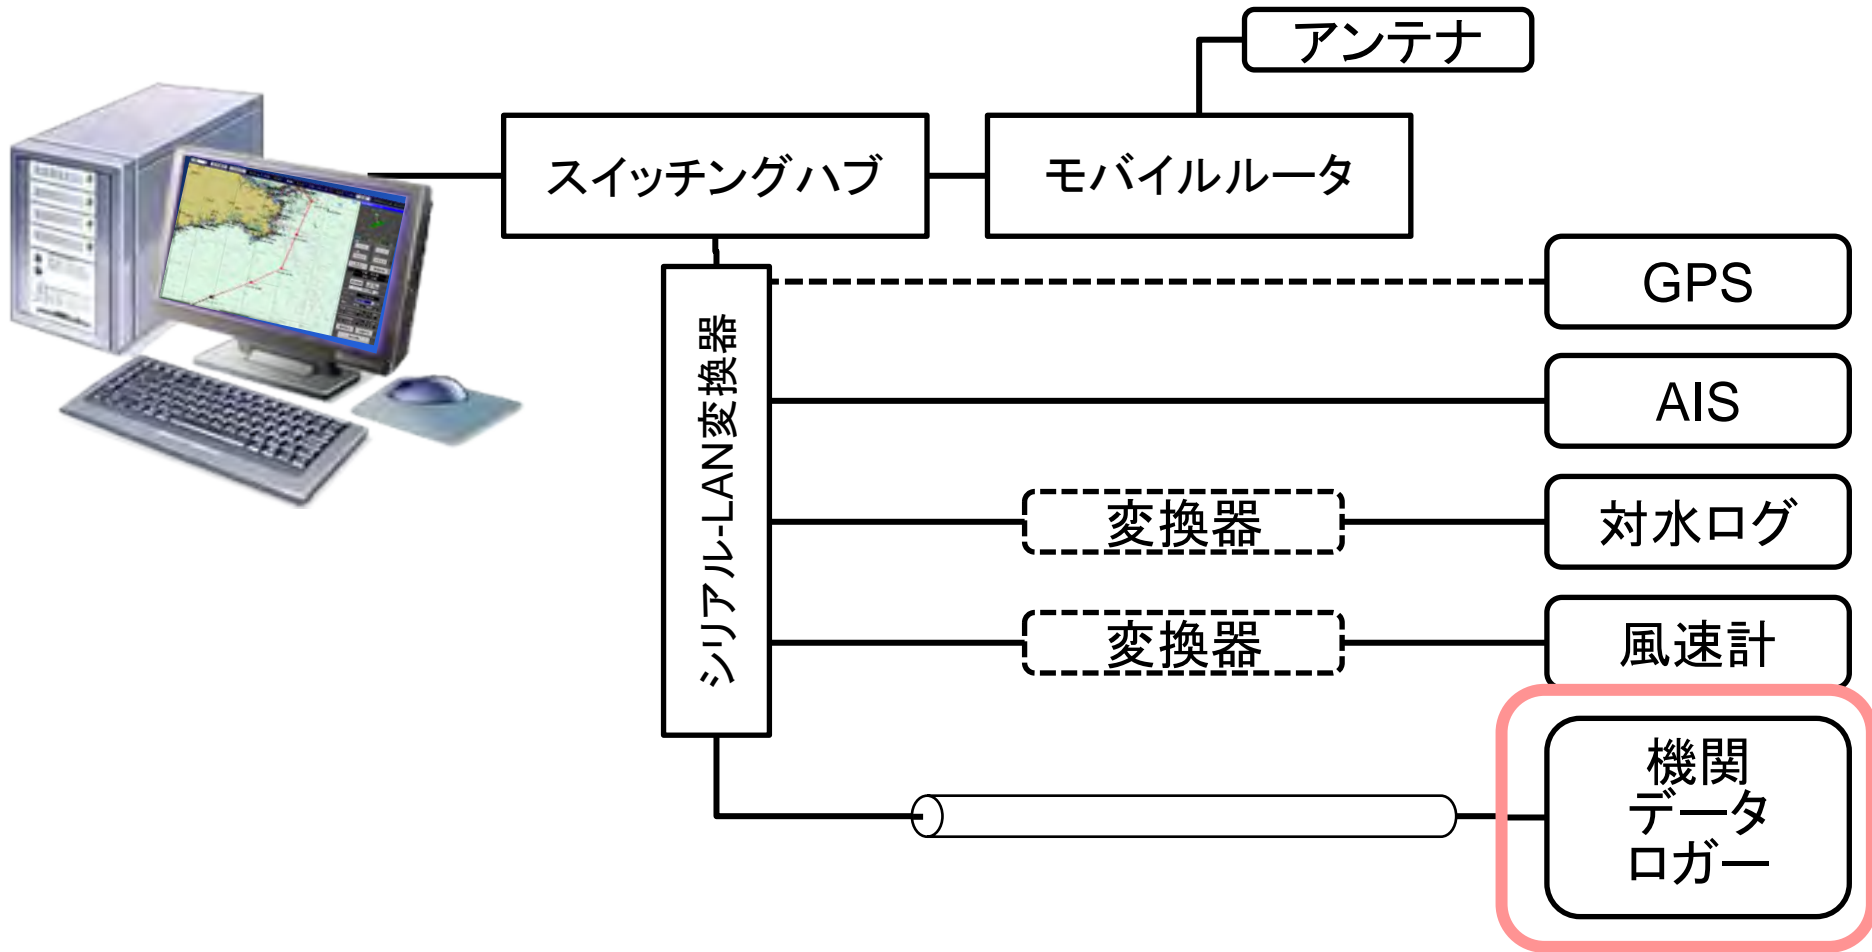 アンテナ
スイッチングハブ
モバイルルータ
シリアル-LAN変換器
GPS
AIS
変換器
対水ログ
変換器
風速計
機関
データ
ロガー